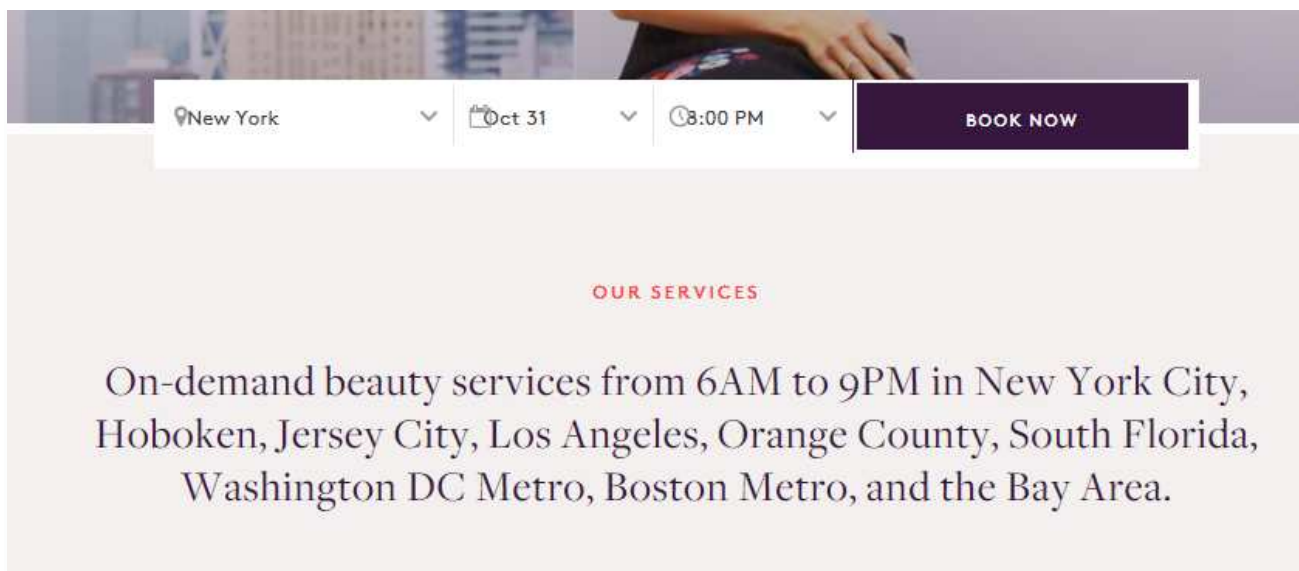 New York
Oct 31
8:00 PM
BOOK NOW
OUR SERVICES
On-demand beauty services from 6AM to 9PM in New York City,
Hoboken, Jersey City, Los Angeles, Orange County, South Florida,
Washington DC Metro, Boston Metro, and the Bay Area.